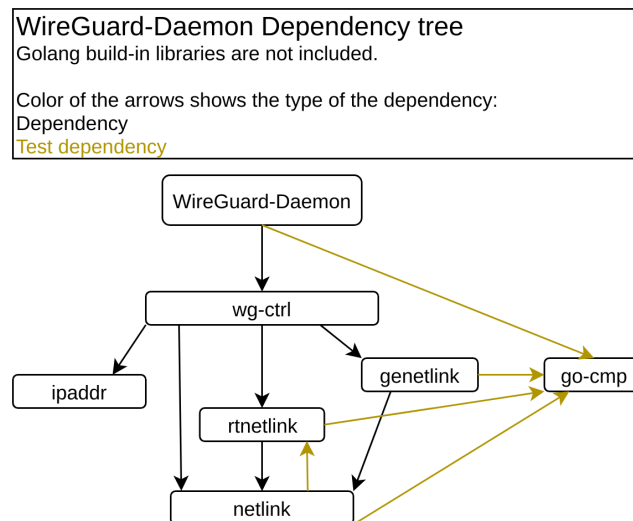 WireGuard-Daemon Dependency tree
Golang build-in libraries are not included.
Color of the arrows shows the type of the dependency:
Dependency
Test dependency
WireGuard-Daemon
wg-ctrl
ipaddr
genetlink
go-cmp
rtnetlink
netlink